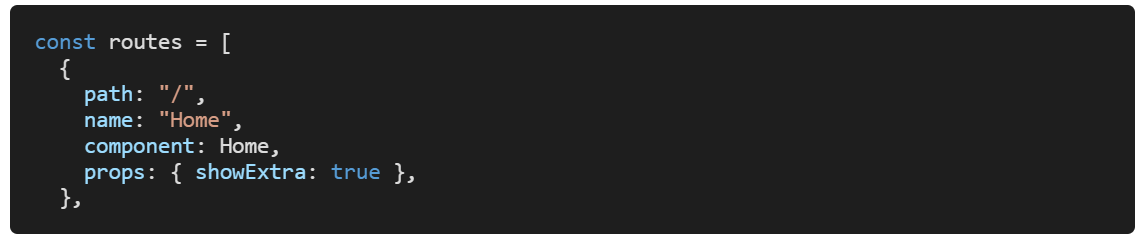 const routes = [
  {
    path: "/",
    name: "Home",
    component: Home,
    props: { showExtra: true },
  },